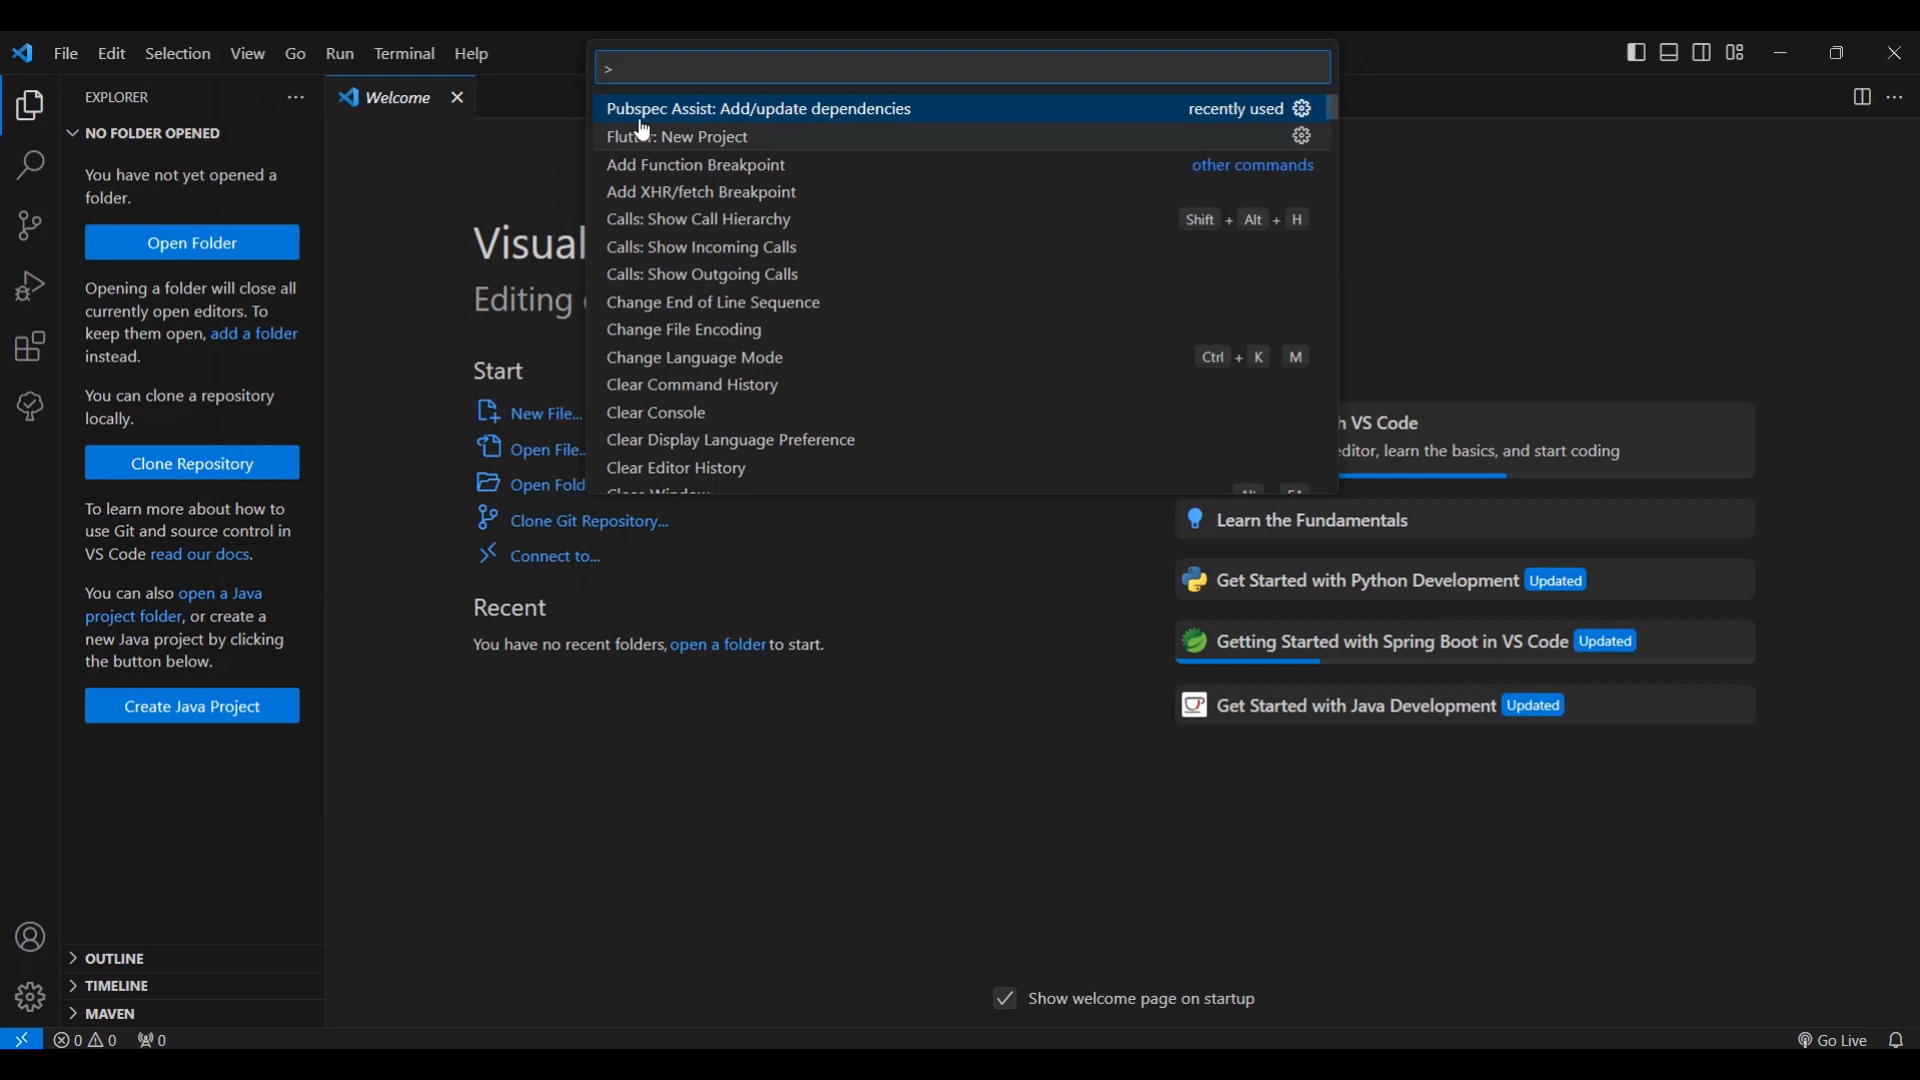 File Edit Selection View Go Run Terminal Help
>
EXPLORER
Welcome
NO FOLDER OPENED
You have not yet opened a
folder.
Open Folder
Opening a folder will close all
currently open editors. To
keep them open, add a folder
instead.
You can clone a repository
locally.
Clone Repository
To learn more about how to
use Git and source control in
VS Code read our docs.
You can also open a Java
project folder, or create a
new Java project by clicking
the button below.
Create Java Project
OUTLINE
TIMELINE
MAVEN
Pubspec Assist: Add/update dependencies recently used
Flutter: New Project
Add Function Breakpoint other commands
Add XHR/fetch Breakpoint
Calls: Show Call Hierarchy Shift + Alt + H
Calls: Show Incoming Calls
Calls: Show Outgoing Calls
Change End of Line Sequence
Change File Encoding
Change Language Mode Ctrl + K M
Clear Command History
Clear Console
Clear Display Language Preference
Clear Editor History
Visual
Editing
Start
New File...
Open File...
Open Fold
Clone Git Repository...
Connect to...
Recent
You have no recent folders, open a folder to start.
h VS Code
ditor, learn the basics, and start coding
Learn the Fundamentals
Get Started with Python Development Updated
Getting Started with Spring Boot in VS Code Updated
Get Started with Java Development Updated
Show welcome page on startup
0 0 0 Go Live